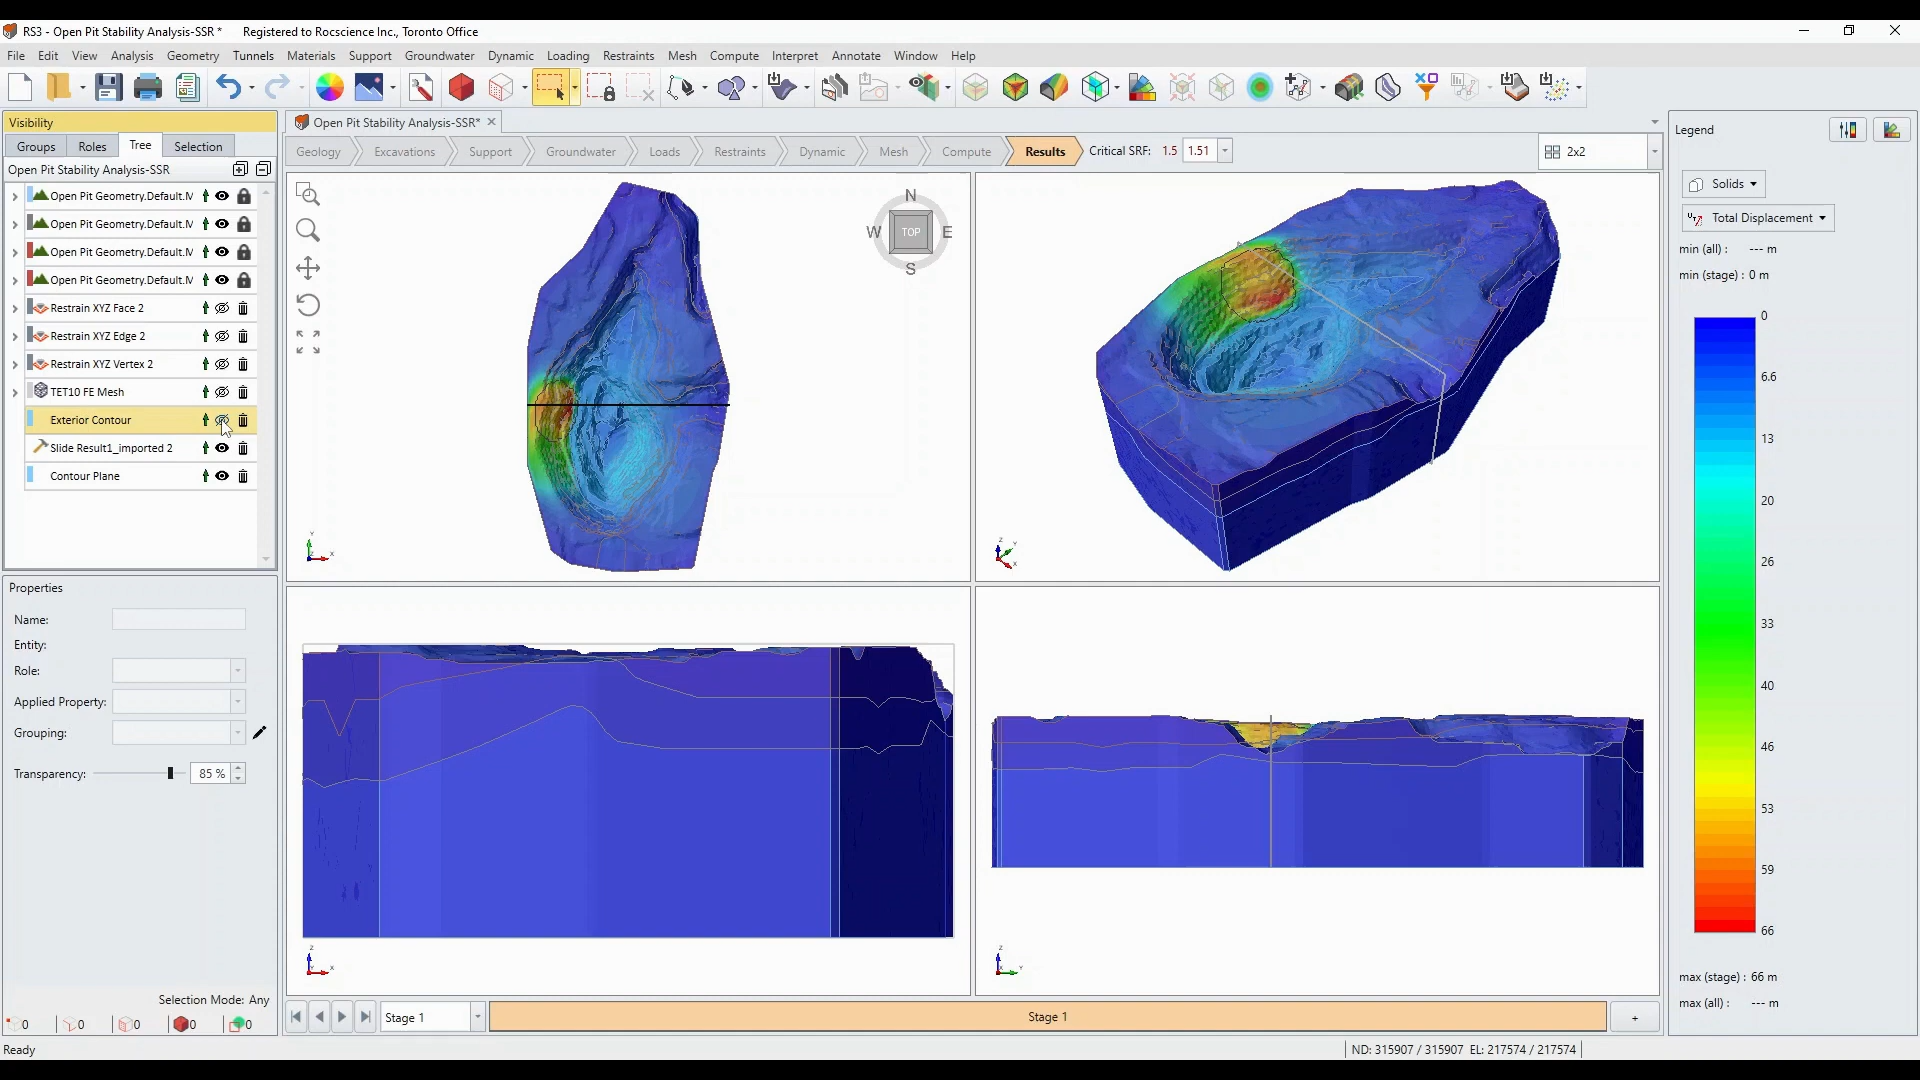 RS3 - Open Pit Stability Analysis-SSR * Registered to Rocscience Inc., Toronto Office
File Edit View Analysis Geometry Tunnels Materials Support Groundwater Dynamic Loading Restraints Mesh Compute Interpret Annotate Window Help
Visibility
Groups Roles Tree Selection
Open Pit Stability Analysis-SSR
Open Pit Geometry.Default.M
Open Pit Geometry.Default.M
Open Pit Geometry.Default.M
Open Pit Geometry.Default.M
Restrain XYZ Face 2
Restrain XYZ Edge 2
Restrain XYZ Vertex 2
TET10 FE Mesh
Exterior Contour
Slide Result1_imported 2
Contour Plane
Properties
Name:
Entity:
Role:
Applied Property:
Grouping:
Transparency: 85 %
Selection Mode: Any
0 0 0 0 0
Ready
Open Pit Stability Analysis-SSR*
Geology Excavations Support Groundwater Loads Restraints Dynamic Mesh Compute Results Critical SRF: 1.5 1.51
2x2
N
W TOP E
S
Y
X
Z
Y
X
Z
X
Z
Y
Stage 1
Stage 1
+
ND: 315907 / 315907 EL: 217574 / 217574
Legend
Solids
Total Displacement
min (all) : --- m
min (stage) : 0 m
0
6.6
13
20
26
33
40
46
53
59
66
max (stage) : 66 m
max (all) : --- m